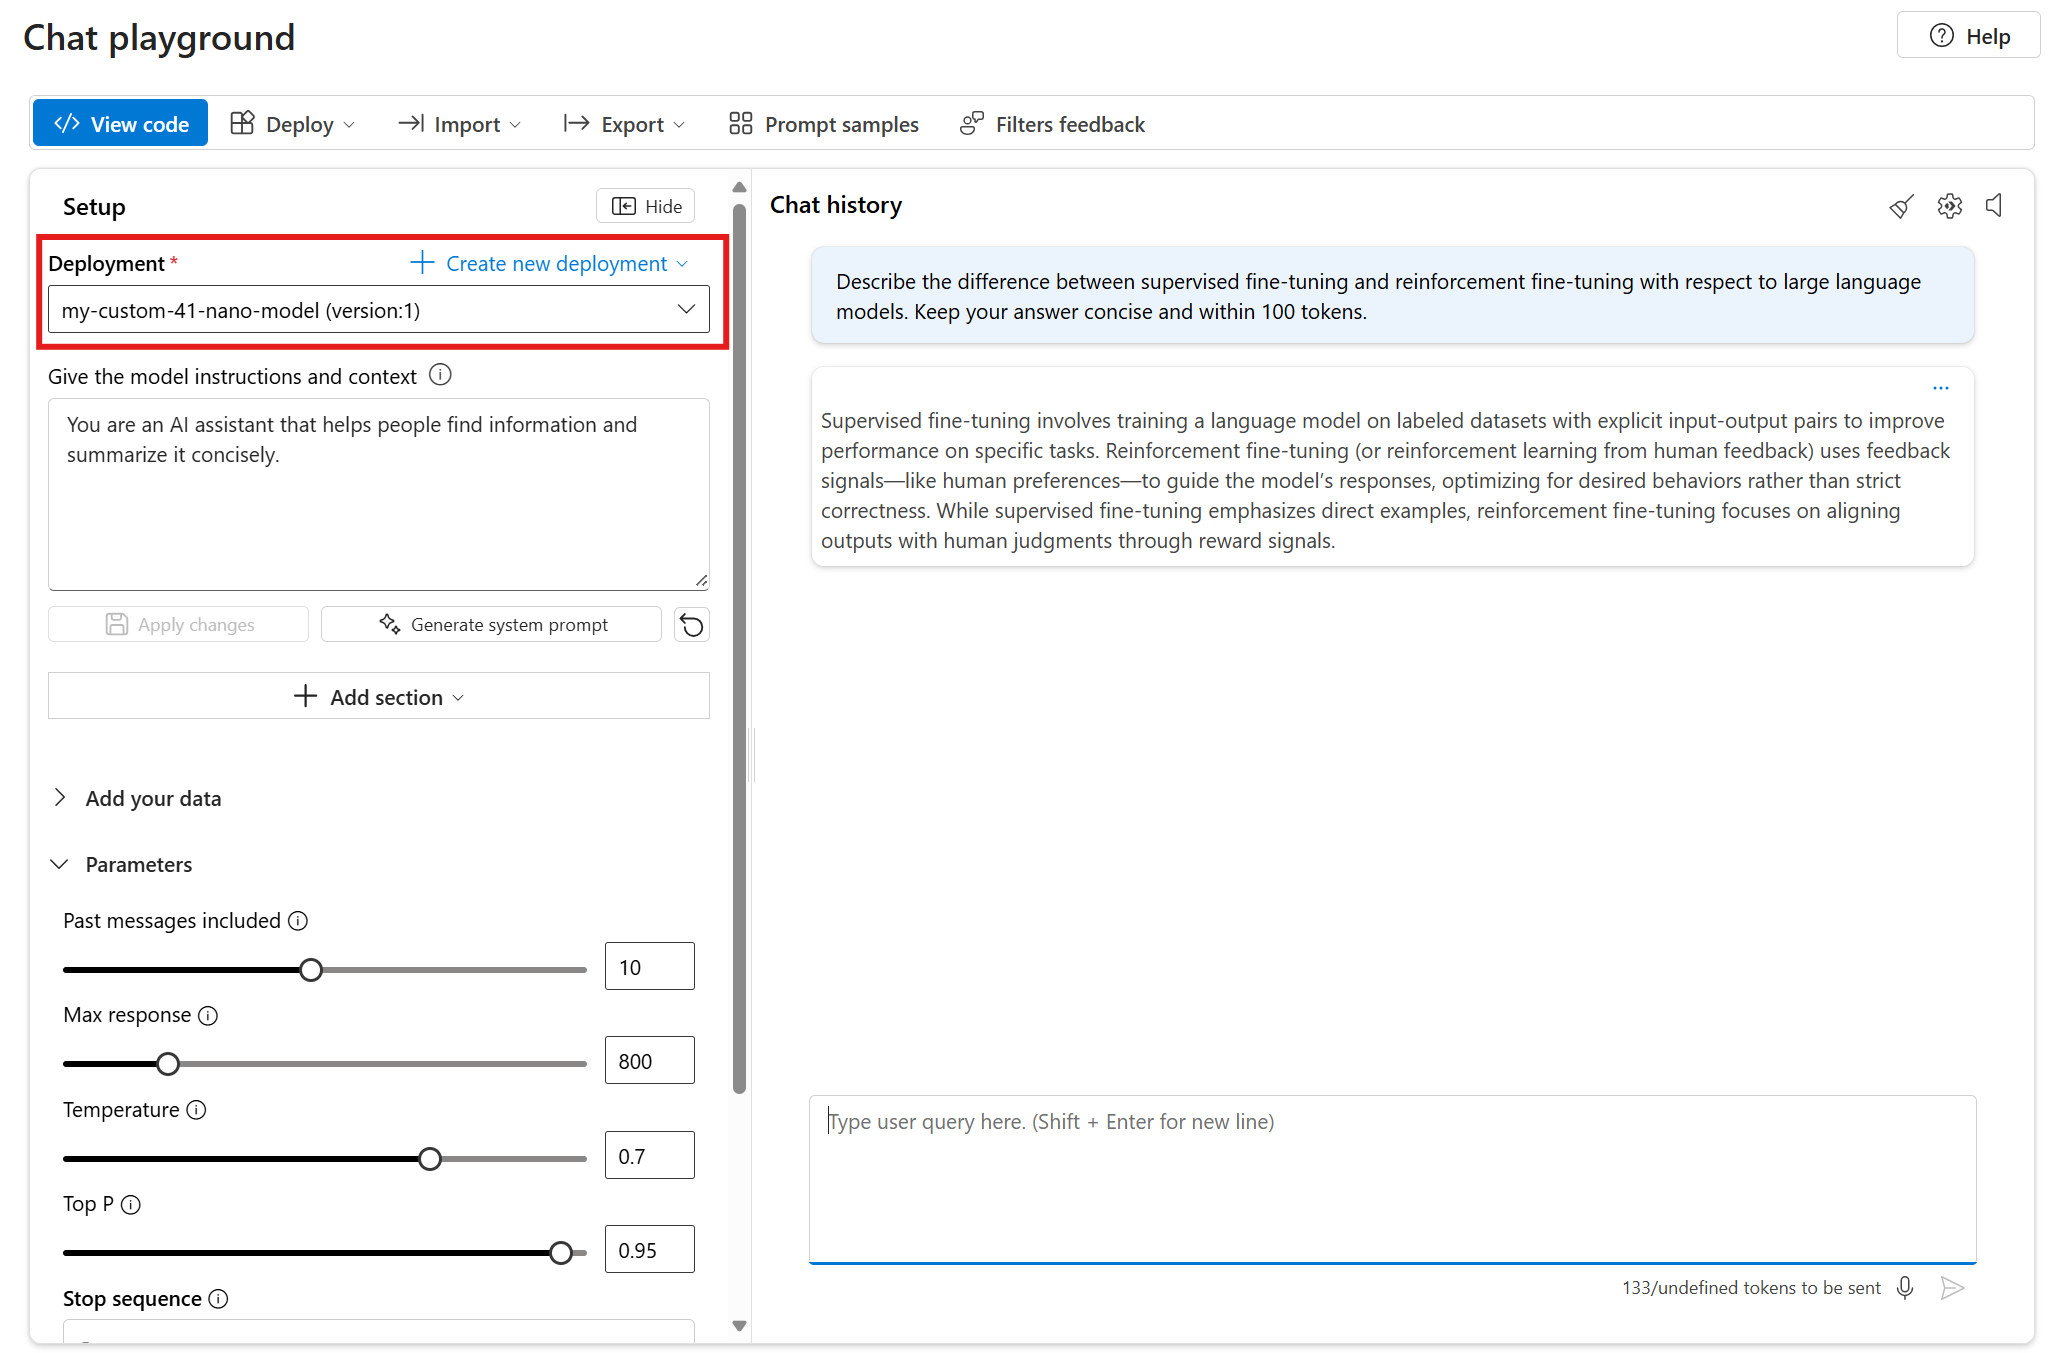 Chat playground
Help
View code
Deploy
Import
Export
Prompt samples
Filters feedback
Setup
Hide
Deployment *
Create new deployment
my-custom-41-nano-model (version:1)
Give the model instructions and context
You are an AI assistant that helps people find information and
summarize it concisely.
Apply changes
Generate system prompt
Add section
Add your data
Parameters
Past messages included
10
Max response
800
Temperature
0.7
Top P
0.95
Stop sequence
Chat history
Describe the difference between supervised fine-tuning and reinforcement fine-tuning with respect to large language
models. Keep your answer concise and within 100 tokens.
Supervised fine-tuning involves training a language model on labeled datasets with explicit input-output pairs to improve
performance on specific tasks. Reinforcement fine-tuning (or reinforcement learning from human feedback) uses feedback
signals—like human preferences—to guide the model’s responses, optimizing for desired behaviors rather than strict
correctness. While supervised fine-tuning emphasizes direct examples, reinforcement fine-tuning focuses on aligning
outputs with human judgments through reward signals.
Type user query here. (Shift + Enter for new line)
133/undefined tokens to be sent